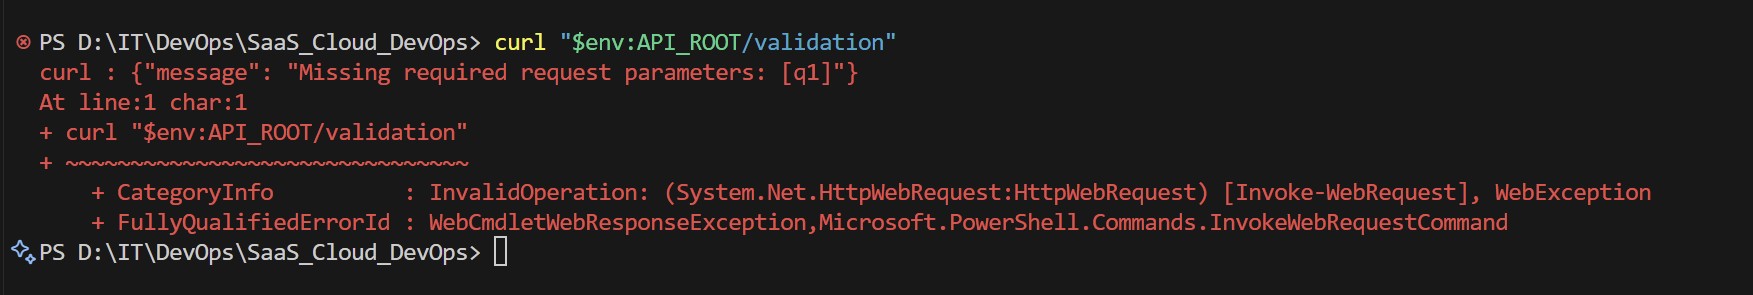 PS D:\IT\DevOps\SaaS_Cloud_DevOps> curl "$env:API_ROOT/validation"
curl : {"message": "Missing required request parameters: [q1]"}
At line:1 char:1
+ curl "$env:API_ROOT/validation"
+ ~~~~~~~~~~~~~~~~~~~~~~~~~~~~~~~
    + CategoryInfo          : InvalidOperation: (System.Net.HttpWebRequest:HttpWebRequest) [Invoke-WebRequest], WebException
    + FullyQualifiedErrorId : WebCmdletWebResponseException,Microsoft.PowerShell.Commands.InvokeWebRequestCommand
PS D:\IT\DevOps\SaaS_Cloud_DevOps>